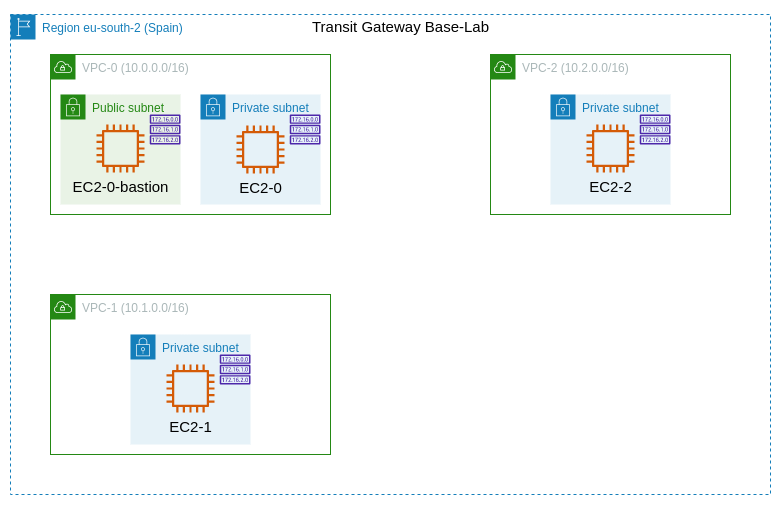 Region eu-south-2 (Spain)
Transit Gateway Base-Lab
VPC-0 (10.0.0.0/16)
Public subnet
172.16.0.0
172.16.1.0
172.16.2.0
EC2-0-bastion
Private subnet
172.16.0.0
172.16.1.0
172.16.2.0
EC2-0
VPC-2 (10.2.0.0/16)
Private subnet
172.16.0.0
172.16.1.0
172.16.2.0
EC2-2
VPC-1 (10.1.0.0/16)
Private subnet
172.16.0.0
172.16.1.0
172.16.2.0
EC2-1